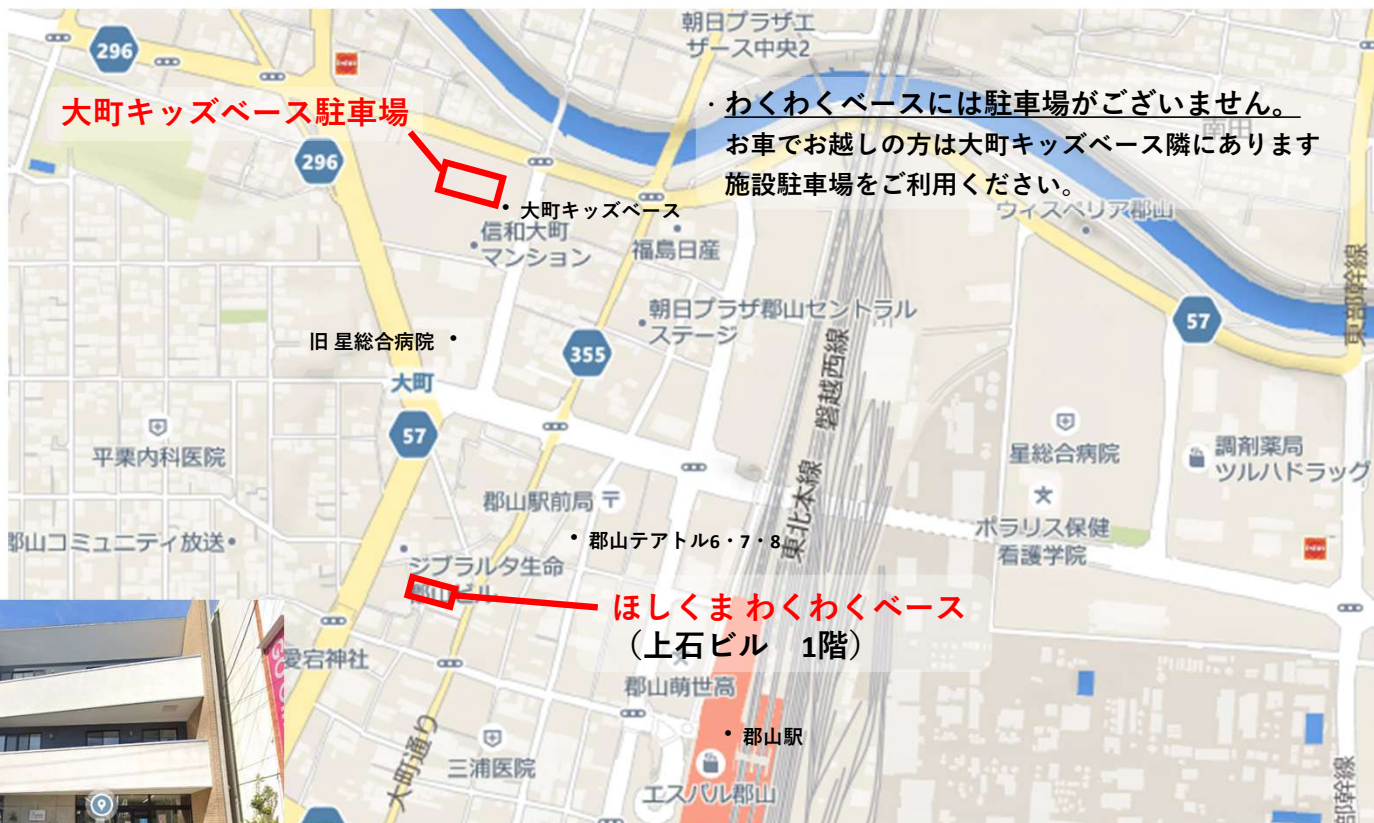 朝日プラザエ
ザース中央2
296
大町キッズベース駐車場
・わくわくベースには駐車場がございません。
お車でお越しの方は大町キッズベース隣にあります
施設駐車場をご利用ください。
南田
296
・大町キッズベース
ウィスペリア郡山
信和大町
マンション
福島日産
東部幹線
朝日プラザ郡山セントラル
ステージ
57
旧 星総合病院 ・
355
磐越西線
大町
57
平栗内科医院
星総合病院
調剤薬局
ツルハドラッグ
東北本線
郡山駅前局
ポラリス保健
看護学院
郡山コミュニティ放送
・郡山テアトル6・7・8
ジブラルタ生命
郡山ビル
ほしくま わくわくベース
（上石ビル 1階）
愛宕神社
郡山萌世高
・郡山駅
大町通り
三浦医院
エスパル郡山
部幹線